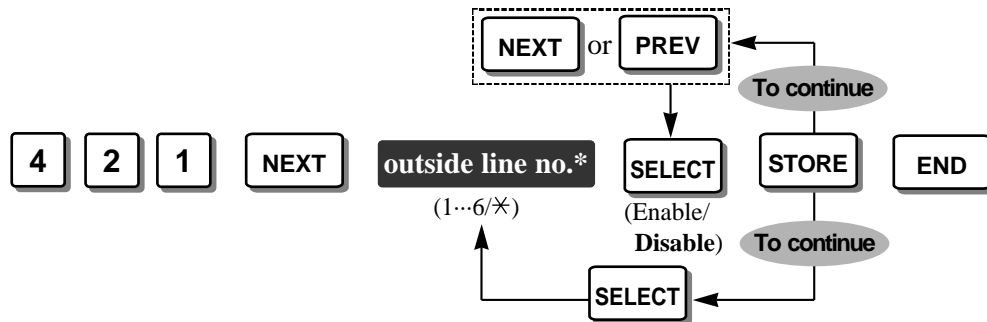 NEXT or PREV
To continue
4 2 1 NEXT outside line no.* SELECT STORE END
(1···6/✳) (Enable/
Disable) To continue
SELECT